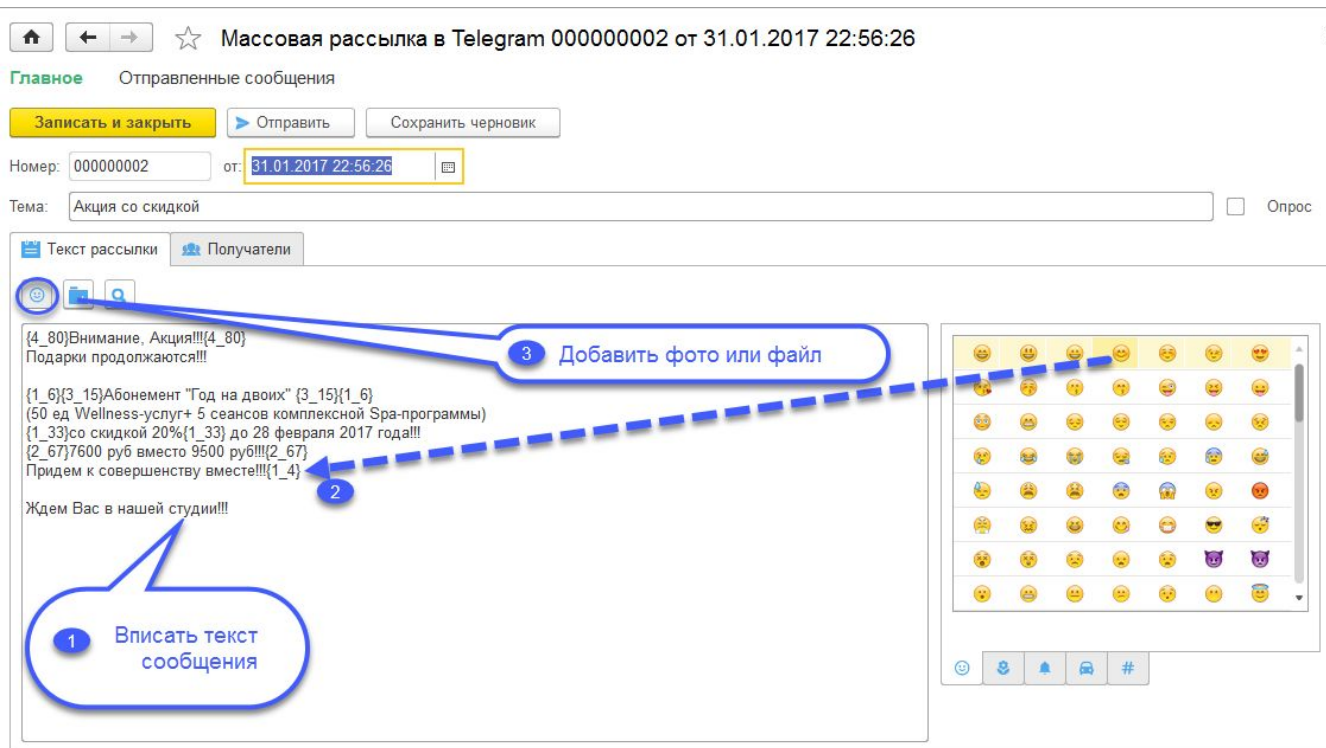 Массовая рассылка в Telegram 000000002 от 31.01.2017 22:56:26
Главное Отправленные сообщения
Записать и закрыть Отправить Сохранить черновик
Номер: 000000002 от: 31.01.2017 22:56:26
Тема: Акция со скидкой Опрос
Текст рассылки Получатели
{4_80}Внимание, Акция!!!{4_80}
Подарки продолжаются!!!
{1_6}{3_15}Абонемент "Год на двоих" {3_15}{1_6}
(50 ед Wellness-услуг+ 5 сеансов комплексной Spa-программы)
{1_33}со скидкой 20%{1_33} до 28 февраля 2017 года!!!
{2_67}7600 руб вместо 9500 руб!!!{2_67}
Придем к совершенству вместе!!!{1_4}
Ждем Вас в нашей студии!!!
3 Добавить фото или файл
2
1 Вписать текст
сообщения
#